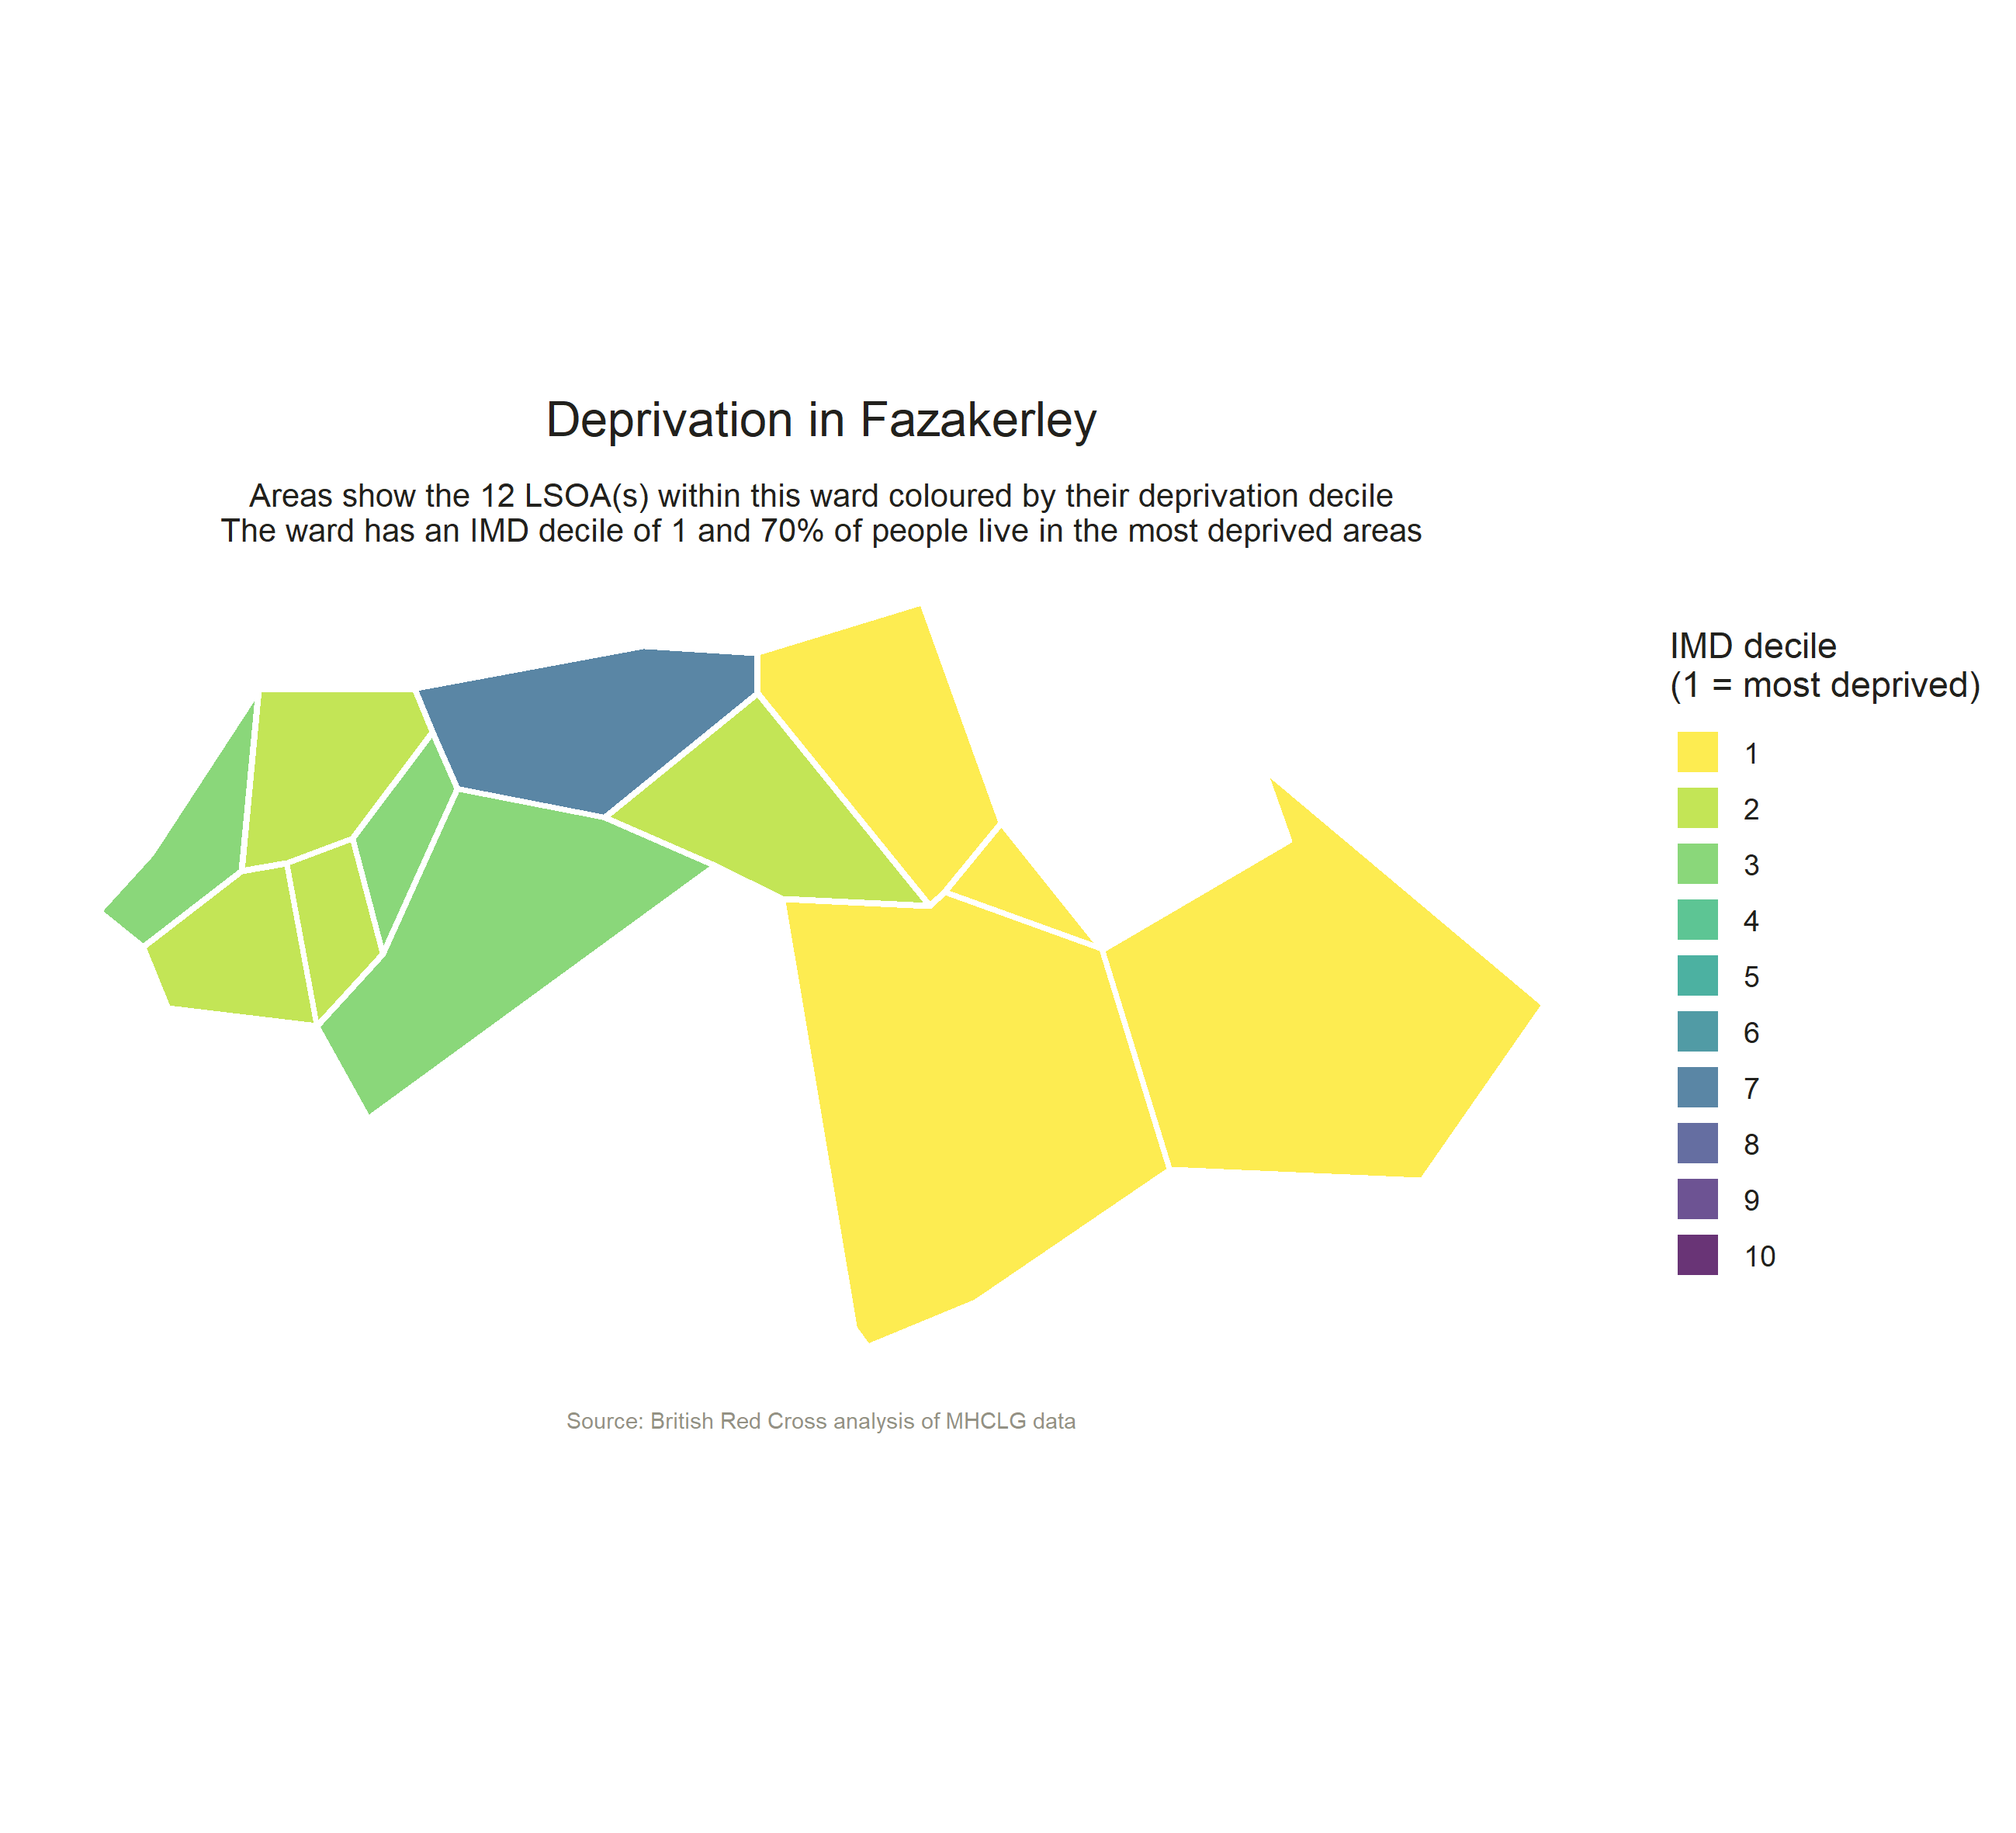 Deprivation in Fazakerley
Areas show the 12 LSOA(s) within this ward coloured by their deprivation decile
The ward has an IMD decile of 1 and 70% of people live in the most deprived areas
IMD decile
(1 = most deprived)
1
2
3
4
5
6
7
8
9
10
Source: British Red Cross analysis of MHCLG data